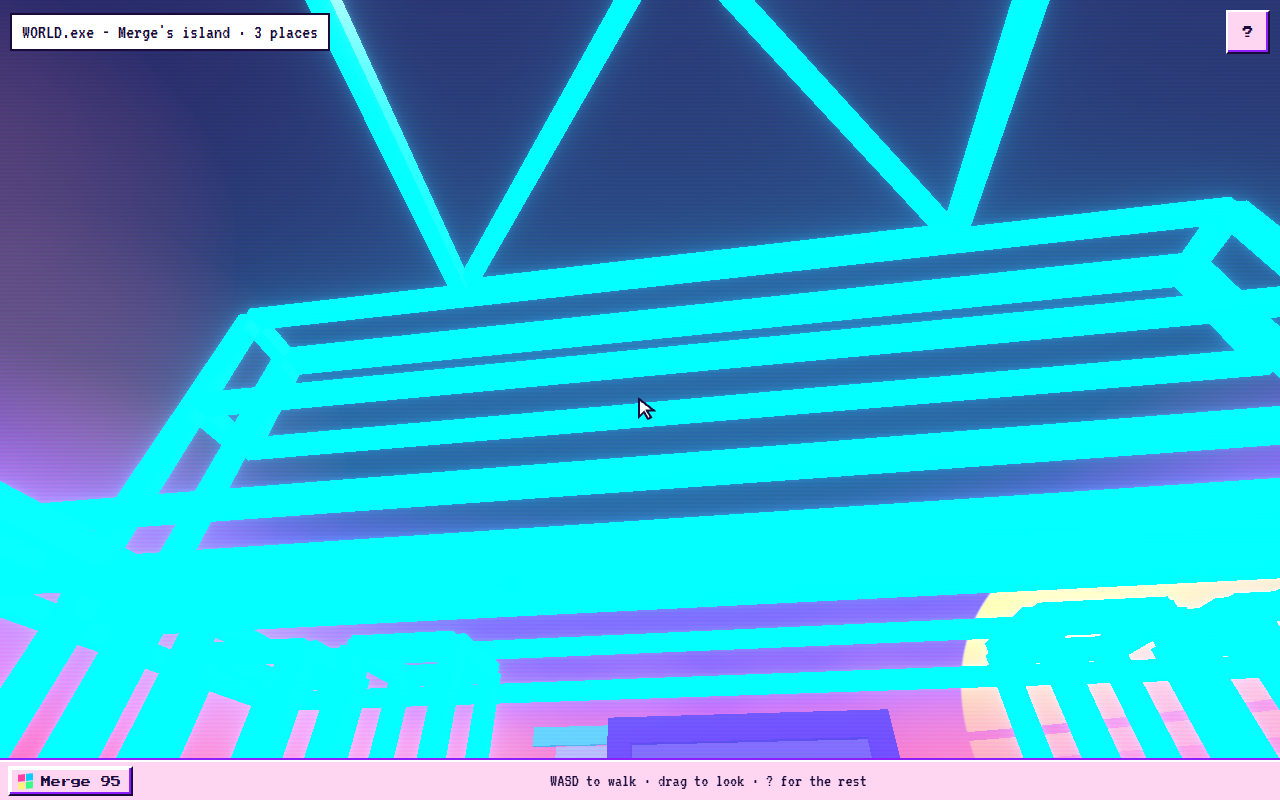 WORLD.exe - Merge's island · 3 places
?
Merge 95
WASD to walk · drag to look · ? for the rest